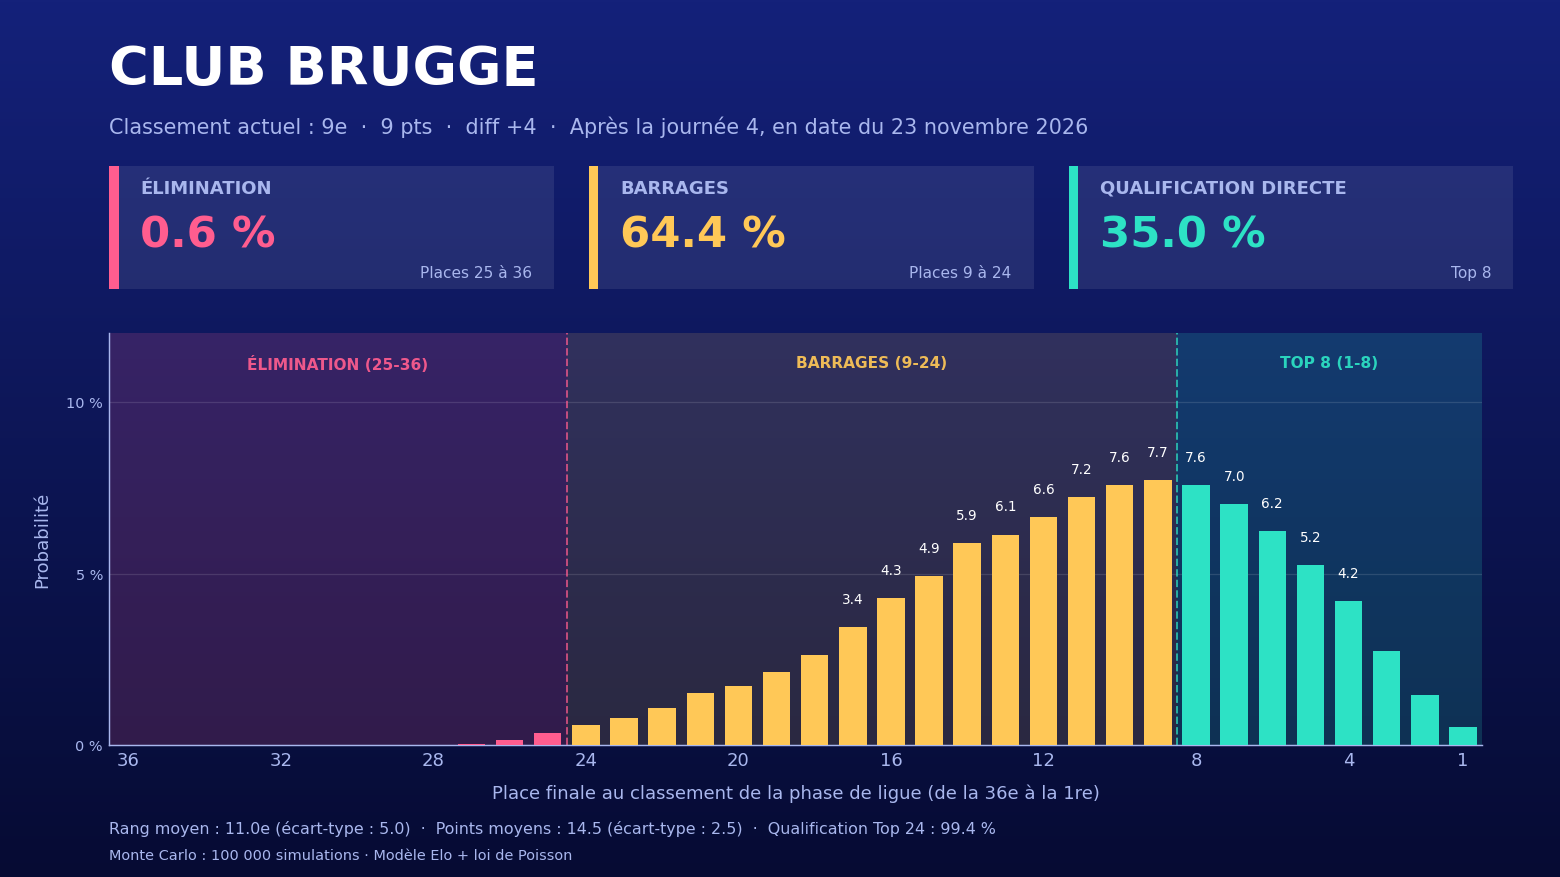 CLUB BRUGGE
Classement actuel : 9e · 9 pts · diff +4 · Après la journée 4, en date du 23 novembre 2026
ÉLIMINATION
0.6 %
Places 25 à 36
BARRAGES
64.4 %
Places 9 à 24
QUALIFICATION DIRECTE
35.0 %
Top 8
ÉLIMINATION (25-36)
BARRAGES (9-24)
TOP 8 (1-8)
Probabilité
10 %
5 %
0 %
3.4
4.3
4.9
5.9
6.1
6.6
7.2
7.6
7.7
7.6
7.0
6.2
5.2
4.2
36 32 28 24 20 16 12 8 4 1
Place finale au classement de la phase de ligue (de la 36e à la 1re)
Rang moyen : 11.0e (écart-type : 5.0) · Points moyens : 14.5 (écart-type : 2.5) · Qualification Top 24 : 99.4 %
Monte Carlo : 100 000 simulations · Modèle Elo + loi de Poisson